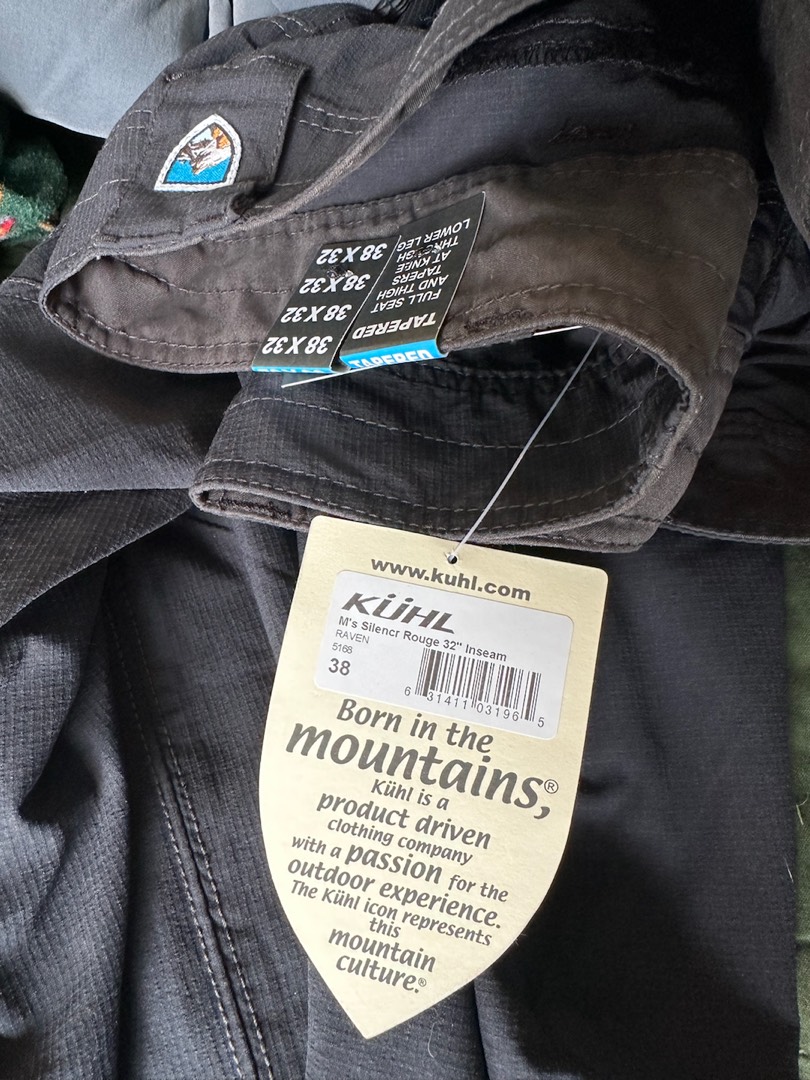 38 X 32
38 X 32
38 X 32
38 X 32
TAPERED
FULL SEAT
AND THIGH
TAPERS
AT KNEE
THROUGH
LOWER LEG
TAPERED
www.kuhl.com
KÜHL
M's Silencr Rouge 32" Inseam
RAVEN
5168
38
6 31411 03196 5
Born in the
mountains,®
Kühl is a
product driven
clothing company
with a passion for the
outdoor experience.
The Kühl icon represents
this
mountain
culture.®